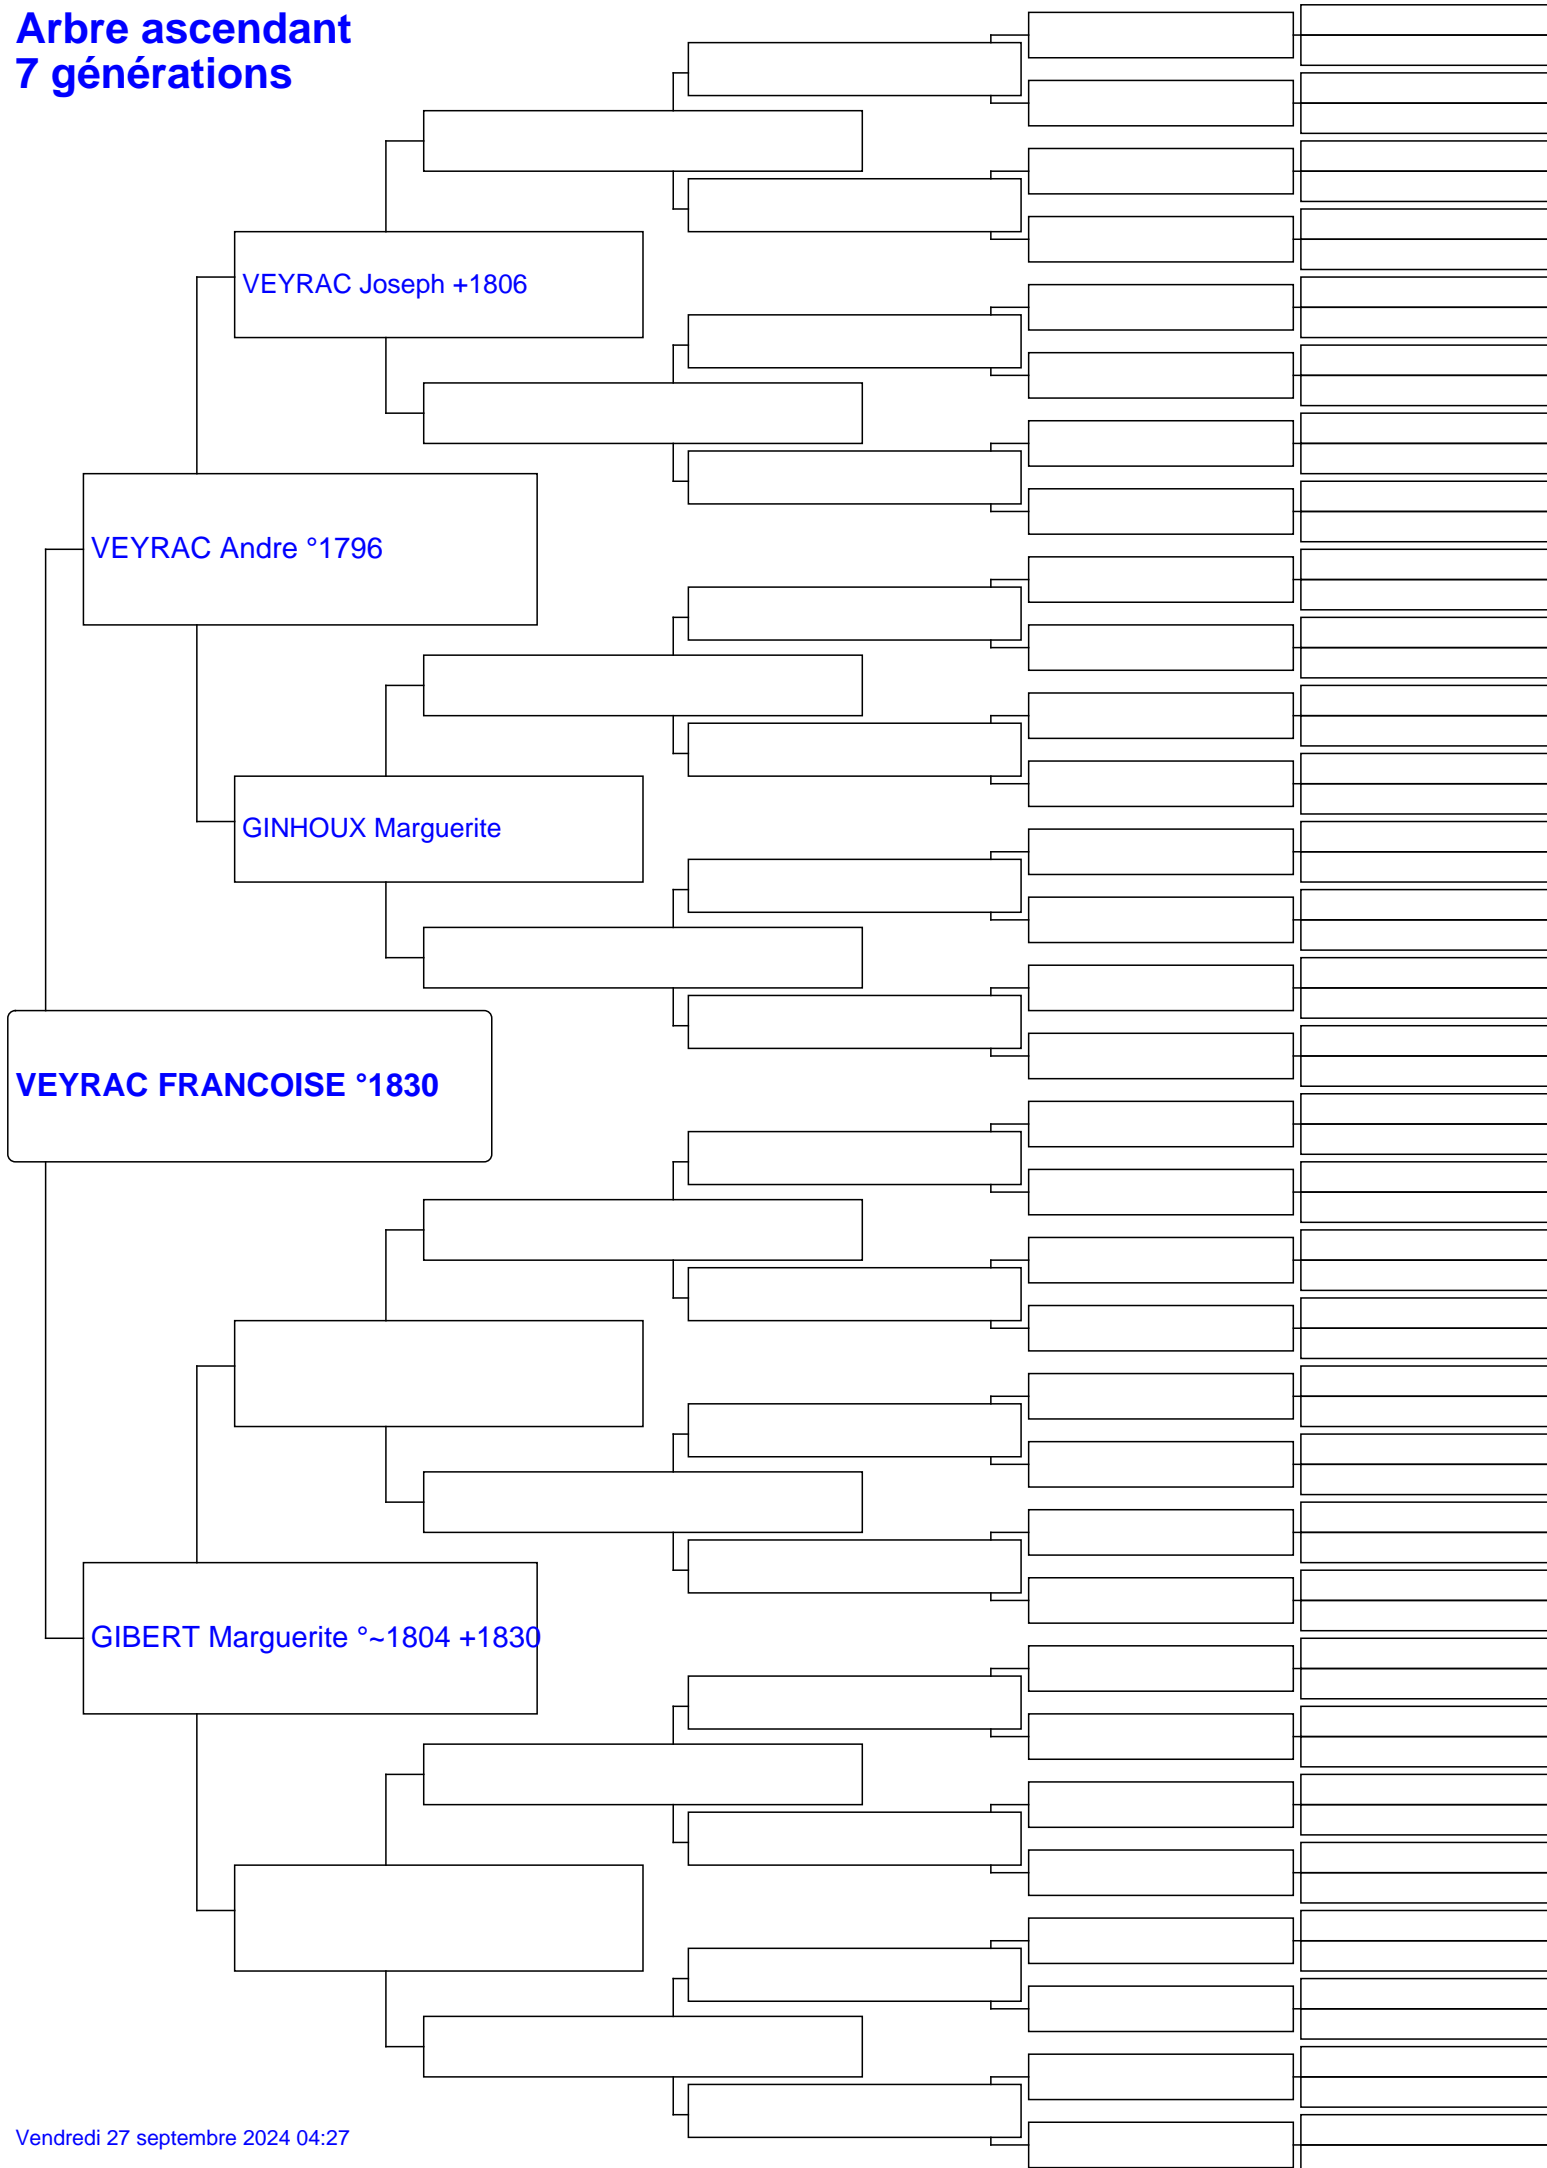 Arbre ascendant
7 générations
VEYRAC Joseph +1806
VEYRAC Andre °1796
GINHOUX Marguerite
VEYRAC FRANCOISE °1830
GIBERT Marguerite °~1804 +1830
Vendredi 27 septembre 2024 04:27